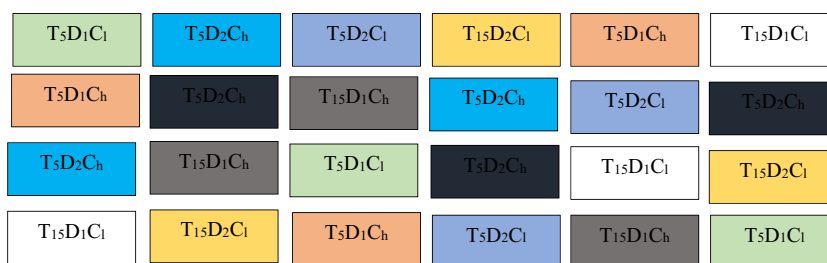 T₅D₁Cₗ T₅D₂Cₕ T₅D₂Cₗ T₁₅D₂Cₗ T₅D₁Cₕ T₁₅D₁Cₗ
T₅D₁Cₕ T₅D₂Cₕ T₁₅D₁Cₕ T₅D₂Cₕ T₅D₂Cₗ T₅D₂Cₕ
T₅D₂Cₕ T₁₅D₁Cₕ T₅D₁Cₗ T₅D₂Cₕ T₁₅D₁Cₗ T₁₅D₂Cₗ
T₁₅D₁Cₗ T₁₅D₂Cₗ T₅D₁Cₕ T₅D₂Cₗ T₁₅D₁Cₕ T₅D₁Cₗ